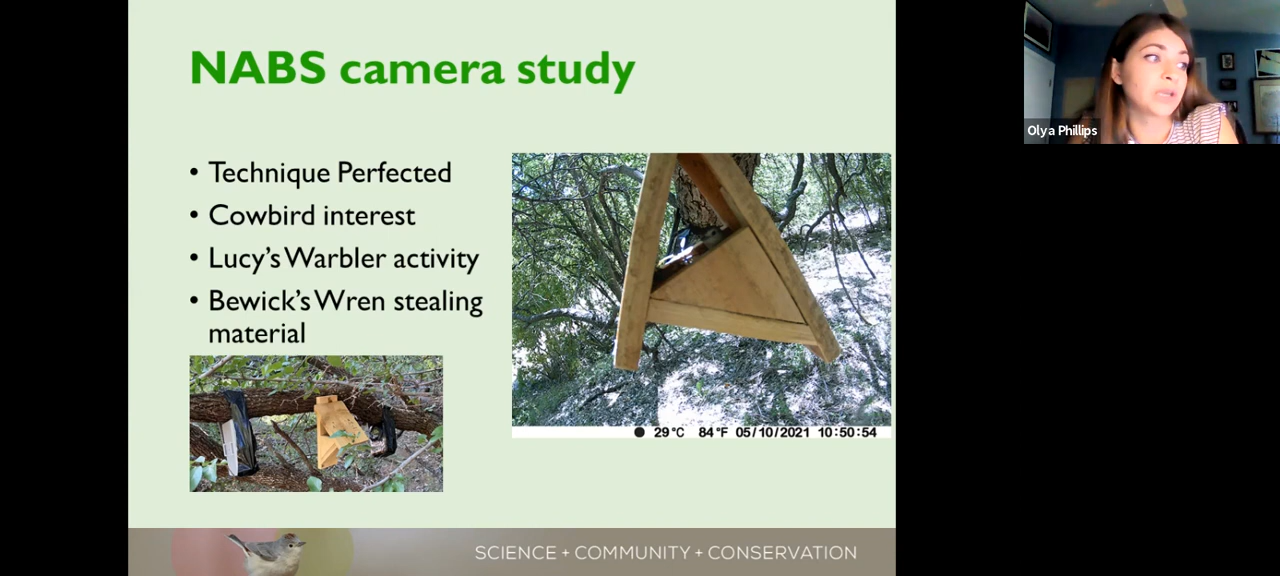 NABS camera study
• Technique Perfected
• Cowbird interest
• Lucy's Warbler activity
• Bewick's Wren stealing
material
29°C 84°F 05/10/2021 10:50:54
SCIENCE + COMMUNITY + CONSERVATION
Olya Phillips